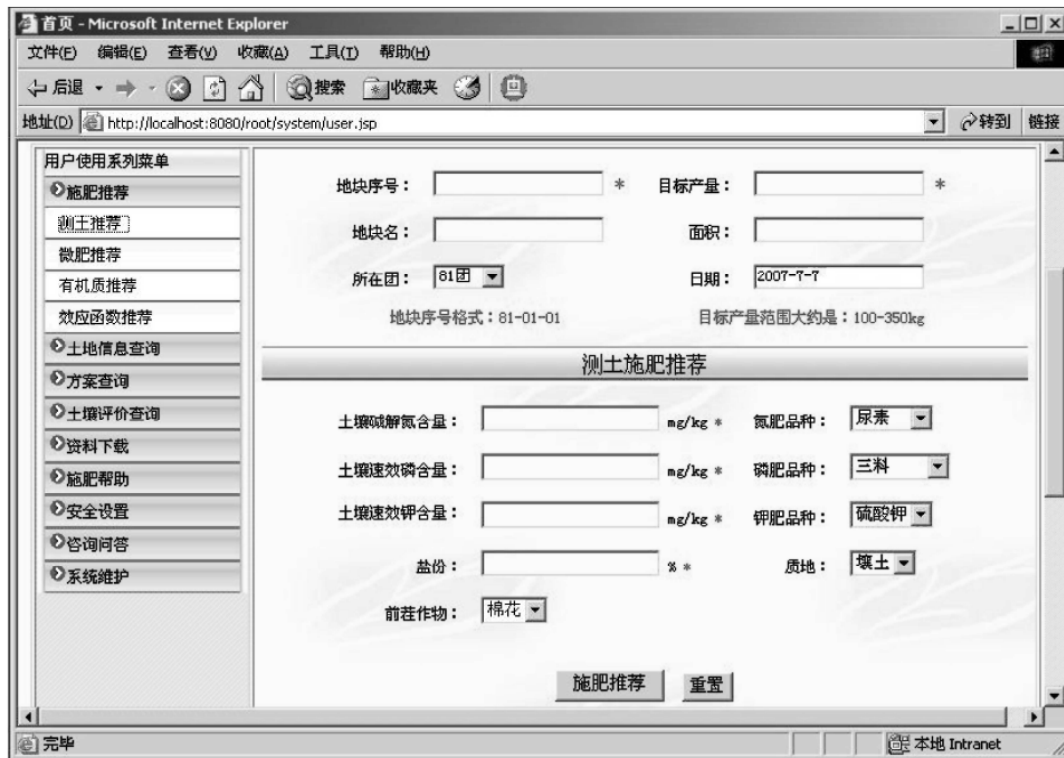 首页 - Microsoft Internet Explorer
文件(F) 编辑(E) 查看(V) 收藏(A) 工具(T) 帮助(H)
后退 搜索 收藏夹
地址(D) http://localhost:8080/root/system/user.jsp 转到 链接
用户使用系列菜单
施肥推荐
测土推荐
微肥推荐
有机质推荐
效应函数推荐
土地信息查询
方案查询
土壤评价查询
资料下载
施肥帮助
安全设置
咨询问答
系统维护
地块序号： * 目标产量： *
地块名： 面积：
所在团： 81团 日期： 2007-7-7
地块序号格式：81-01-01 目标产量范围大约是：100-350kg
测土施肥推荐
土壤碱解氮含量： mg/kg * 氮肥品种： 尿素
土壤速效磷含量： mg/kg * 磷肥品种： 三料
土壤速效钾含量： mg/kg * 钾肥品种： 硫酸钾
盐份： % * 质地： 壤土
前茬作物： 棉花
施肥推荐 重置
完毕 本地 Intranet